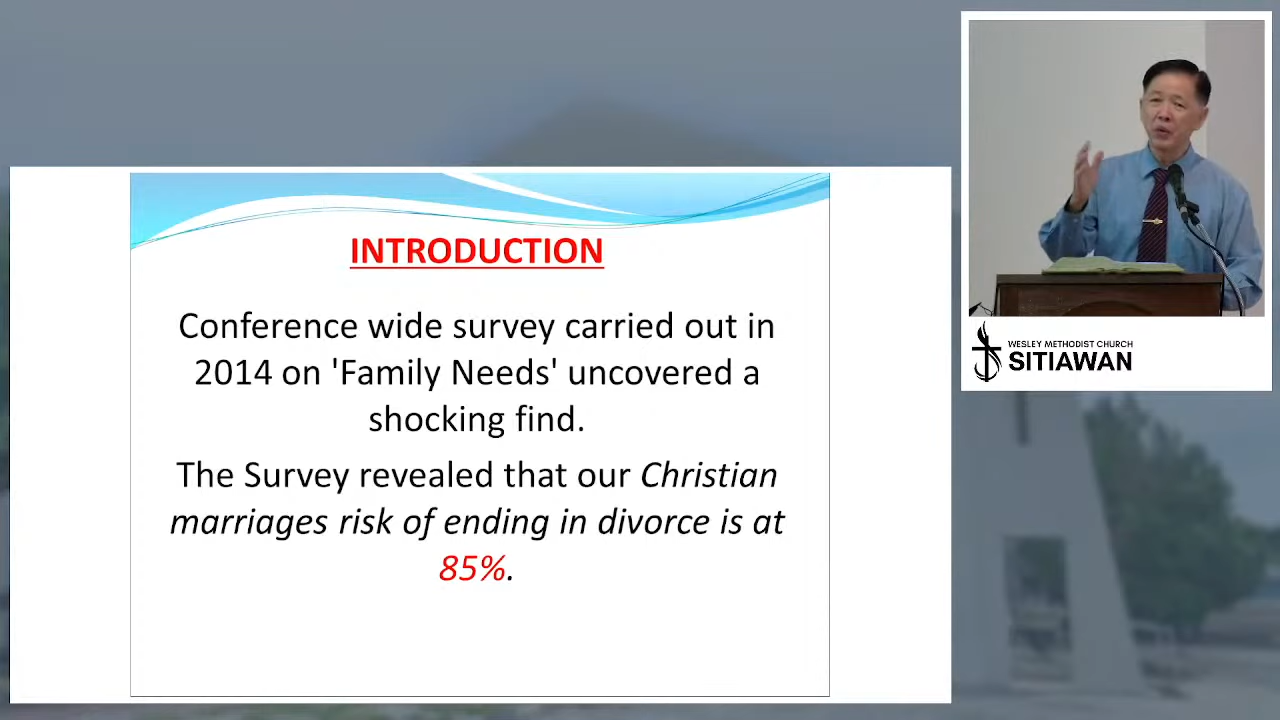 INTRODUCTION
Conference wide survey carried out in
2014 on 'Family Needs' uncovered a
shocking find.
The Survey revealed that our Christian
marriages risk of ending in divorce is at
85%.
WESLEY METHODIST CHURCH
SITIAWAN